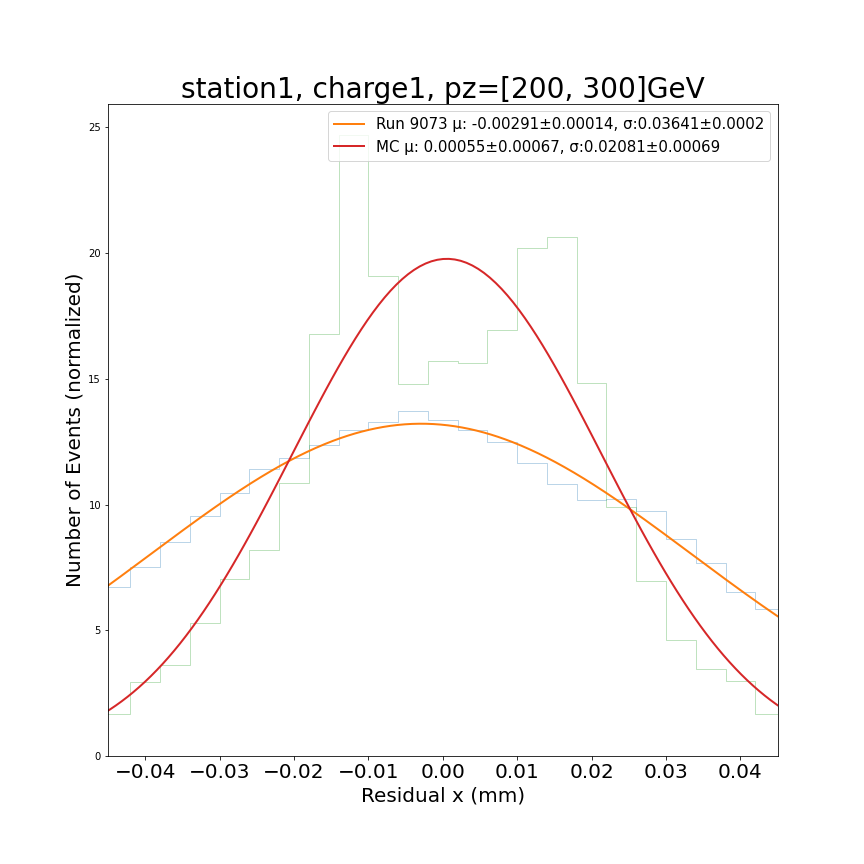 station1, charge1, pz=[200, 300]GeV
Run 9073 μ: -0.00291±0.00014, σ:0.03641±0.0002
MC μ: 0.00055±0.00067, σ:0.02081±0.00069
Number of Events (normalized)
25
20
15
10
5
0
−0.04 −0.03 −0.02 −0.01 0.00 0.01 0.02 0.03 0.04
Residual x (mm)